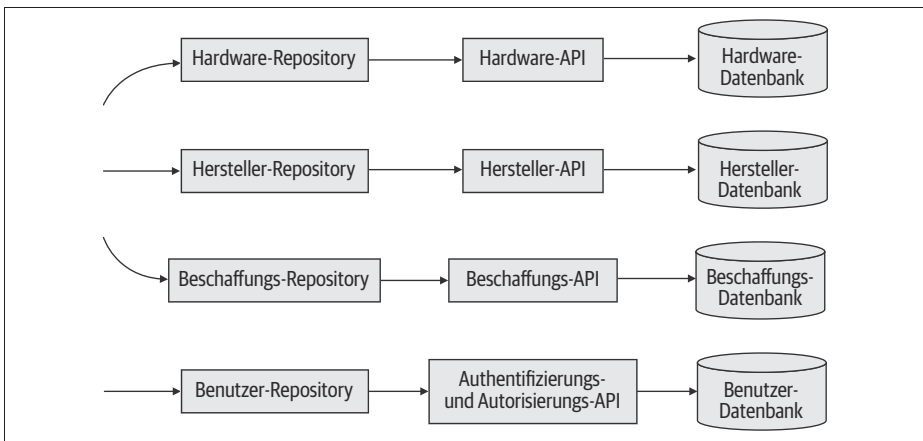 Hardware-Repository
Hardware-API
Hardware-
Datenbank
Hersteller-Repository
Hersteller-API
Hersteller-
Datenbank
Beschaffungs-Repository
Beschaffungs-API
Beschaffungs-
Datenbank
Benutzer-Repository
Authentifizierungs-
und Autorisierungs-API
Benutzer-
Datenbank